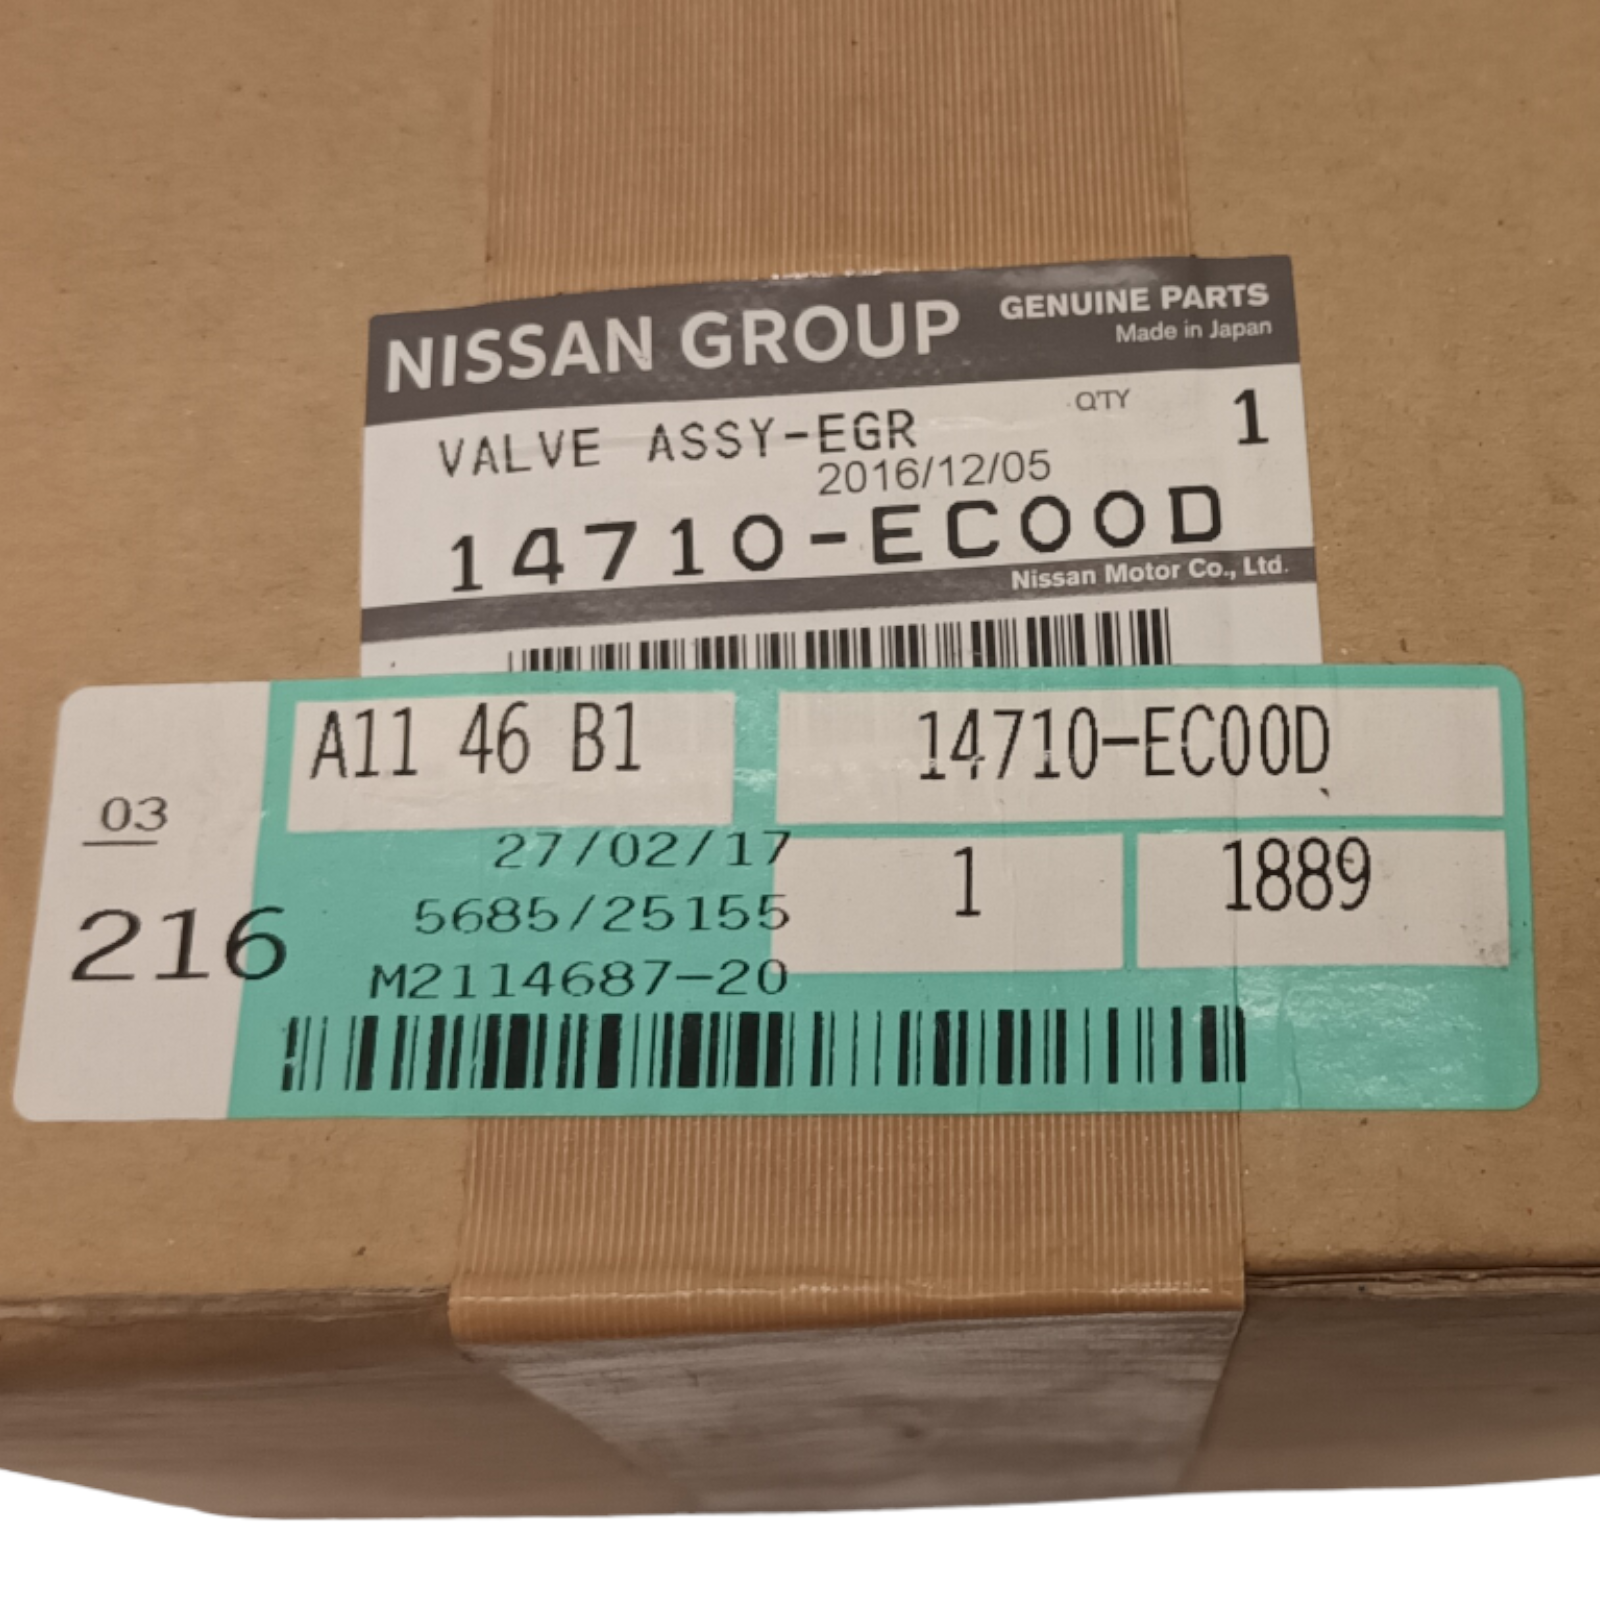 NISSAN GROUP GENUINE PARTS
Made in Japan
VALVE ASSY-EGR QTY 1
2016/12/05
14710-EC00D
Nissan Motor Co., Ltd.
A11 46 B1 14710-EC00D
03 27/02/17 1 1889
216 5685/25155
M2114687-20